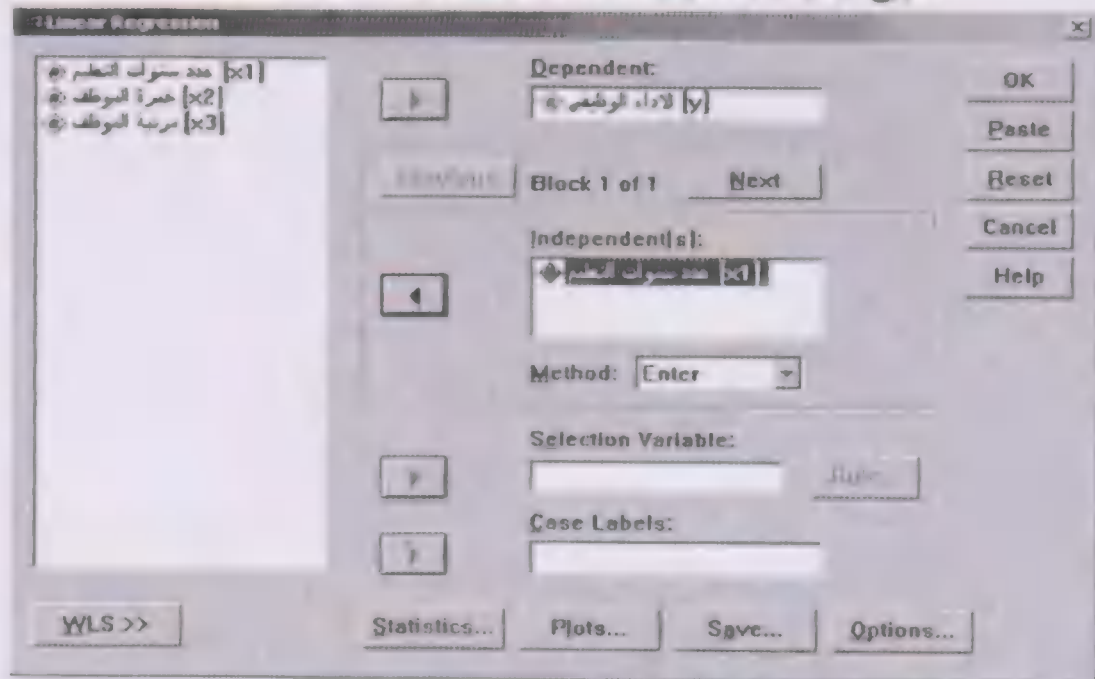 Linear Regression
عدد سنوات التعليم [x1]
خبرة الموظف [x2]
مرتبة الموظف [x3]
Dependent:
الاداء الوظيفي [y]
Previous
Block 1 of 1
Next
Independent[s]:
عدد سنوات التعليم [x1]
Method: Enter
Selection Variable:
Rule...
Case Labels:
WLS >>
Statistics...
Plots...
Save...
Options...
OK
Paste
Reset
Cancel
Help